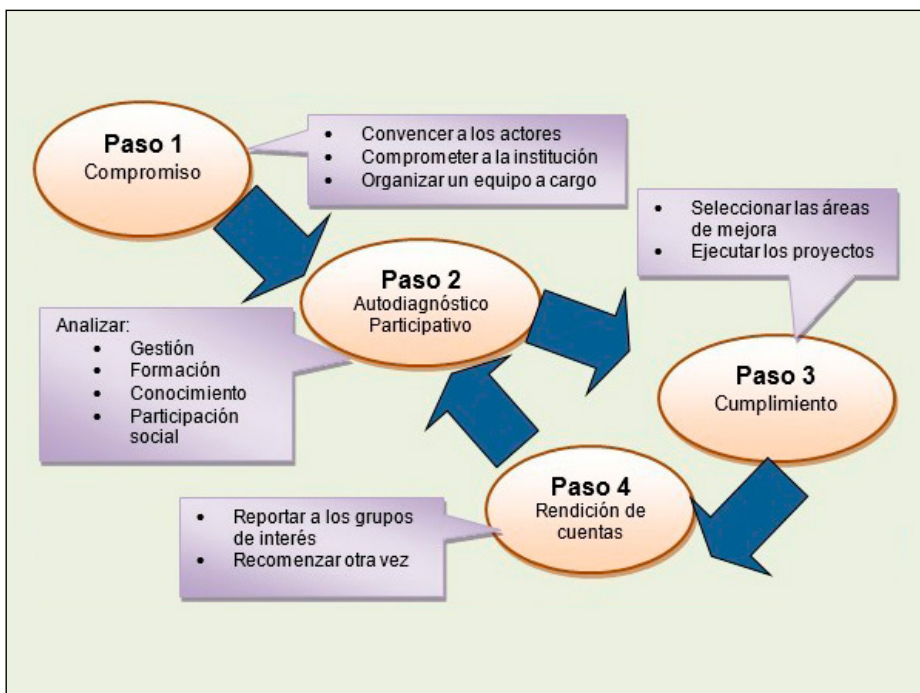 Paso 1
Compromiso
• Convencer a los actores
• Comprometer a la institución
• Organizar un equipo a cargo
Paso 2
Autodiagnóstico
Participativo
Analizar:
• Gestión
• Formación
• Conocimiento
• Participación
social
• Seleccionar las áreas
de mejora
• Ejecutar los proyectos
Paso 3
Cumplimiento
Paso 4
Rendición de
cuentas
• Reportar a los grupos
de interés
• Recomenzar otra vez